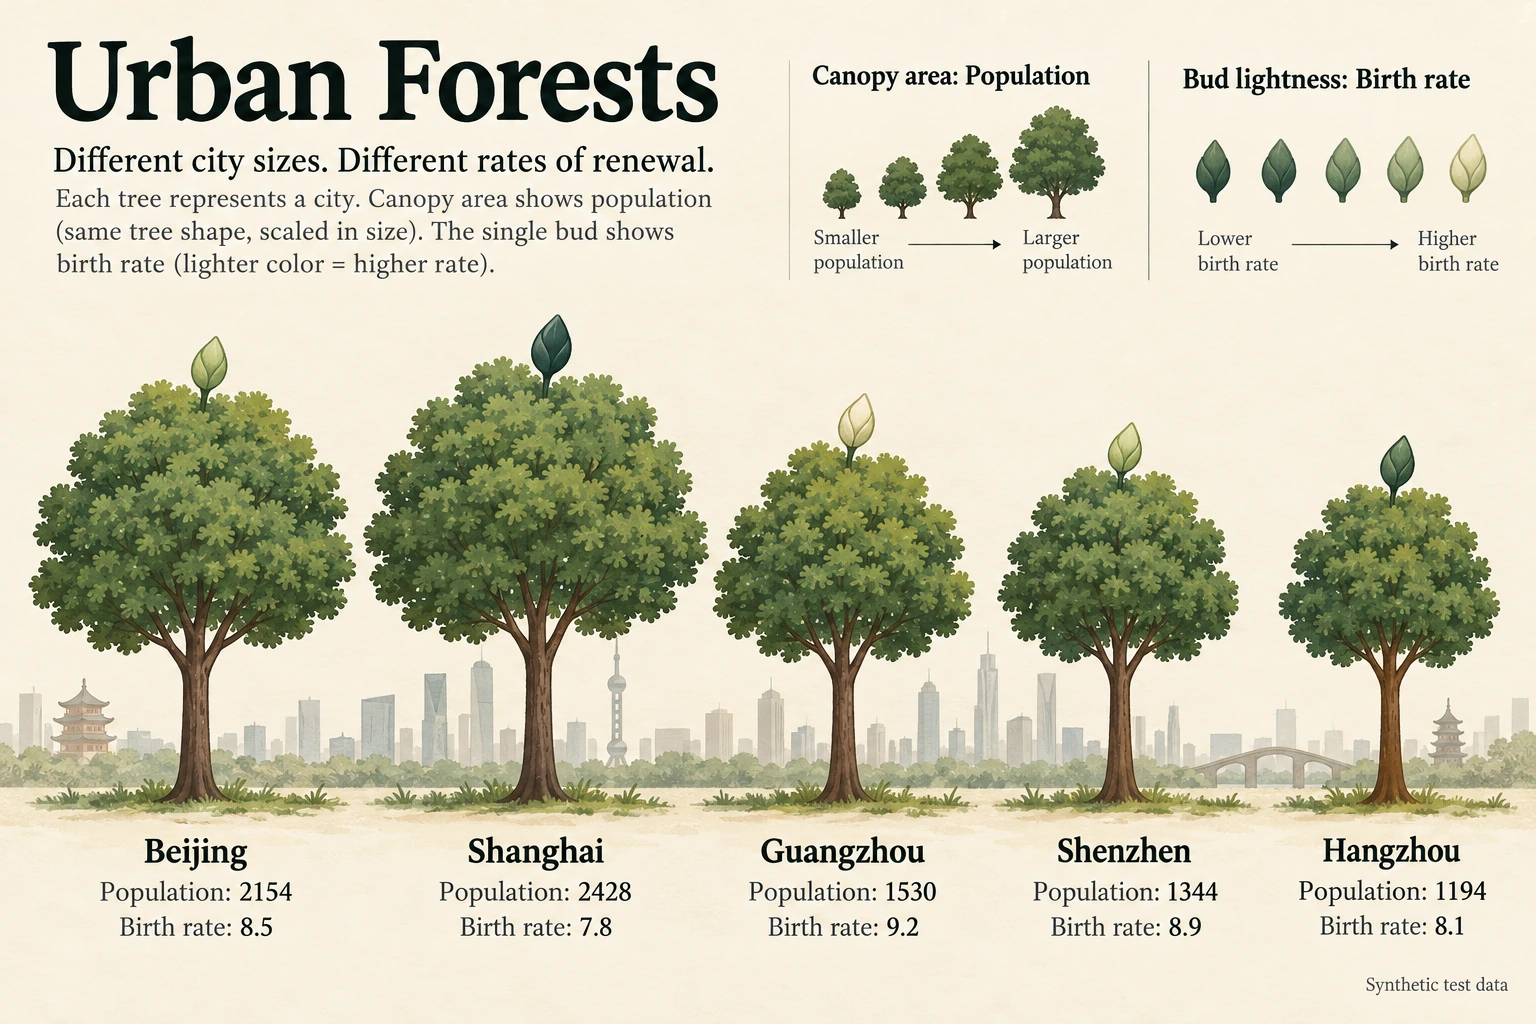 Urban Forests
Different city sizes. Different rates of renewal.
Each tree represents a city. Canopy area shows population
(same tree shape, scaled in size). The single bud shows
birth rate (lighter color = higher rate).
Canopy area: Population
Smaller
population
Larger
population
Bud lightness: Birth rate
Lower
birth rate
Higher
birth rate
Beijing
Population: 2154
Birth rate: 8.5
Shanghai
Population: 2428
Birth rate: 7.8
Guangzhou
Population: 1530
Birth rate: 9.2
Shenzhen
Population: 1344
Birth rate: 8.9
Hangzhou
Population: 1194
Birth rate: 8.1
Synthetic test data